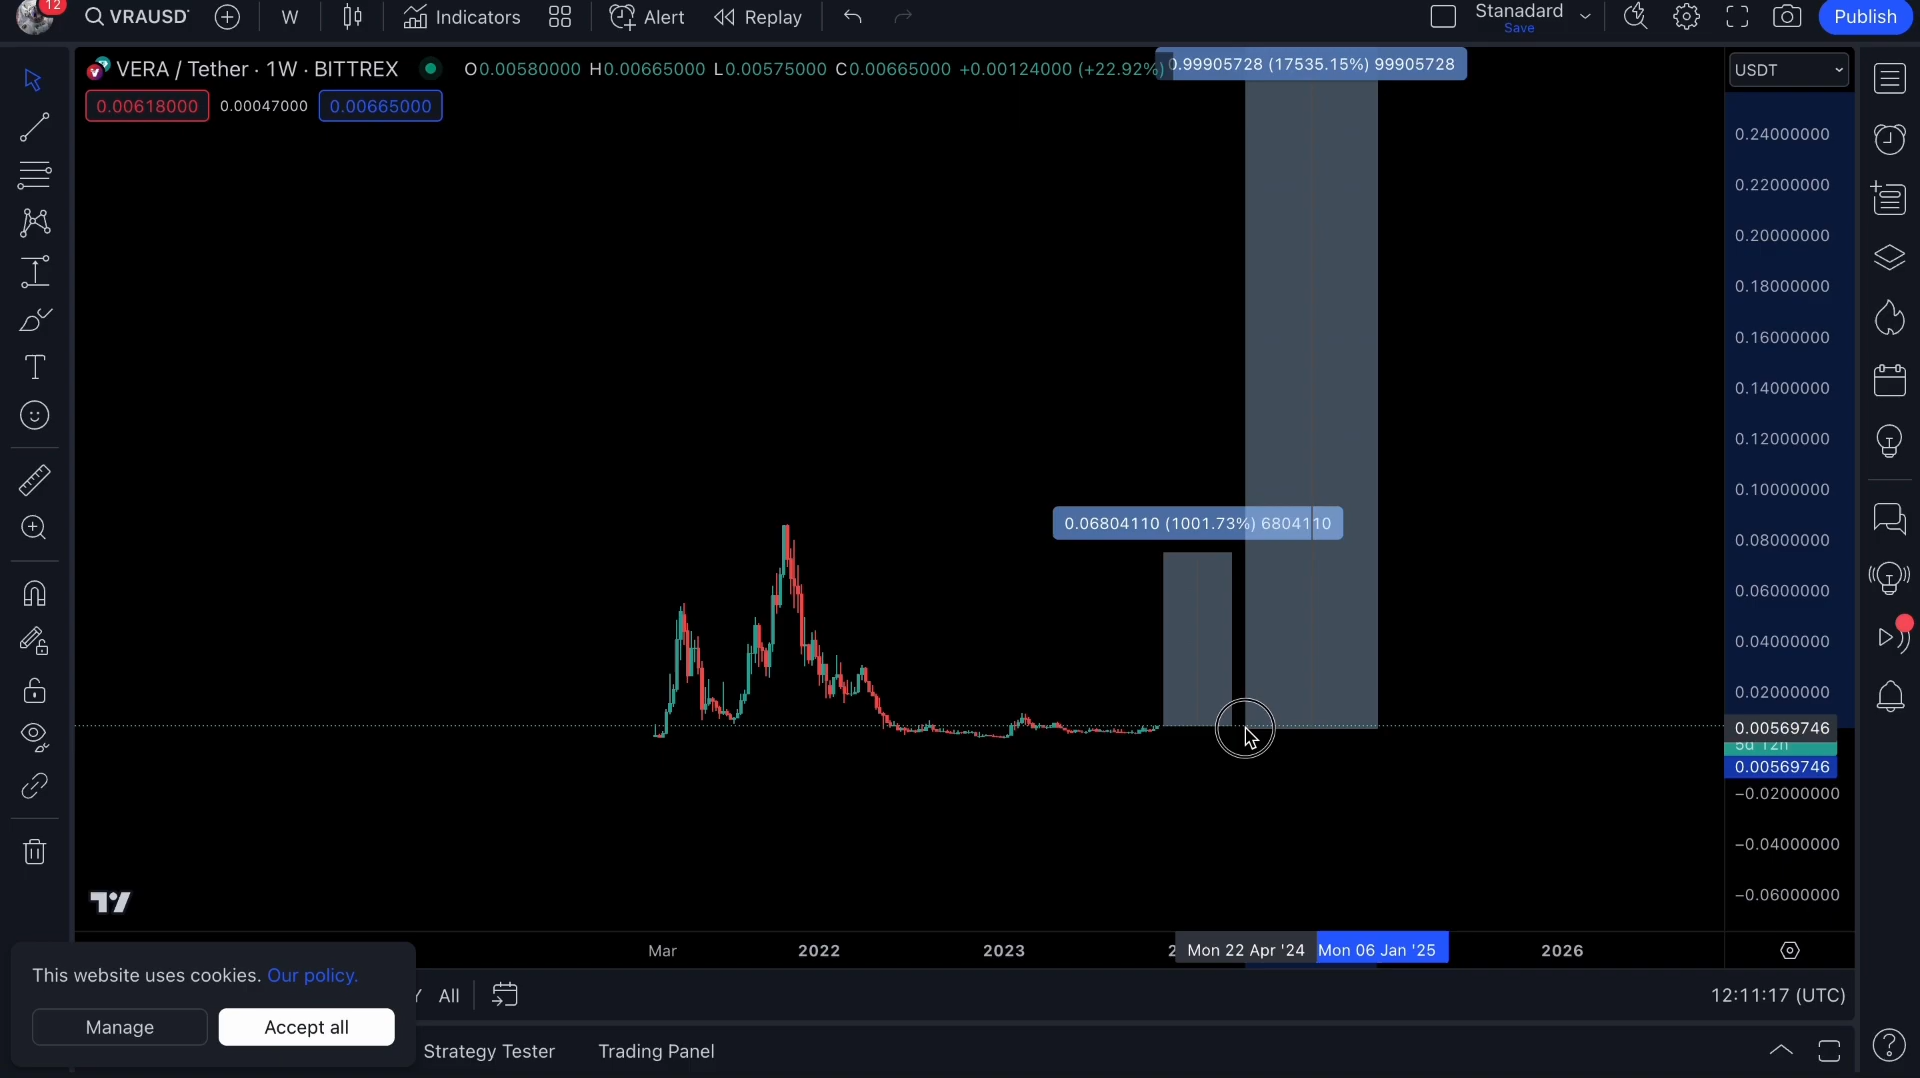 12
VRAUSDT
W
Indicators
Alert
Replay
Stanadard
Save
Publish
VERA / Tether · 1W · BITTREX
O0.00580000 H0.00665000 L0.00575000 C0.00665000 +0.00124000 (+22.92%)
0.99905728 (17535.15%) 99905728
USDT
0.00618000
0.00047000
0.00665000
0.24000000
0.22000000
0.20000000
0.18000000
0.16000000
0.14000000
0.12000000
0.10000000
0.06804110 (1001.73%) 6804110
0.08000000
0.06000000
0.04000000
0.02000000
0.00569746
5d 12h
0.00569746
−0.02000000
−0.04000000
−0.06000000
Mar
2022
2023
Mon 22 Apr '24
Mon 06 Jan '25
2026
This website uses cookies. Our policy.
Manage
Accept all
All
12:11:17 (UTC)
Strategy Tester
Trading Panel